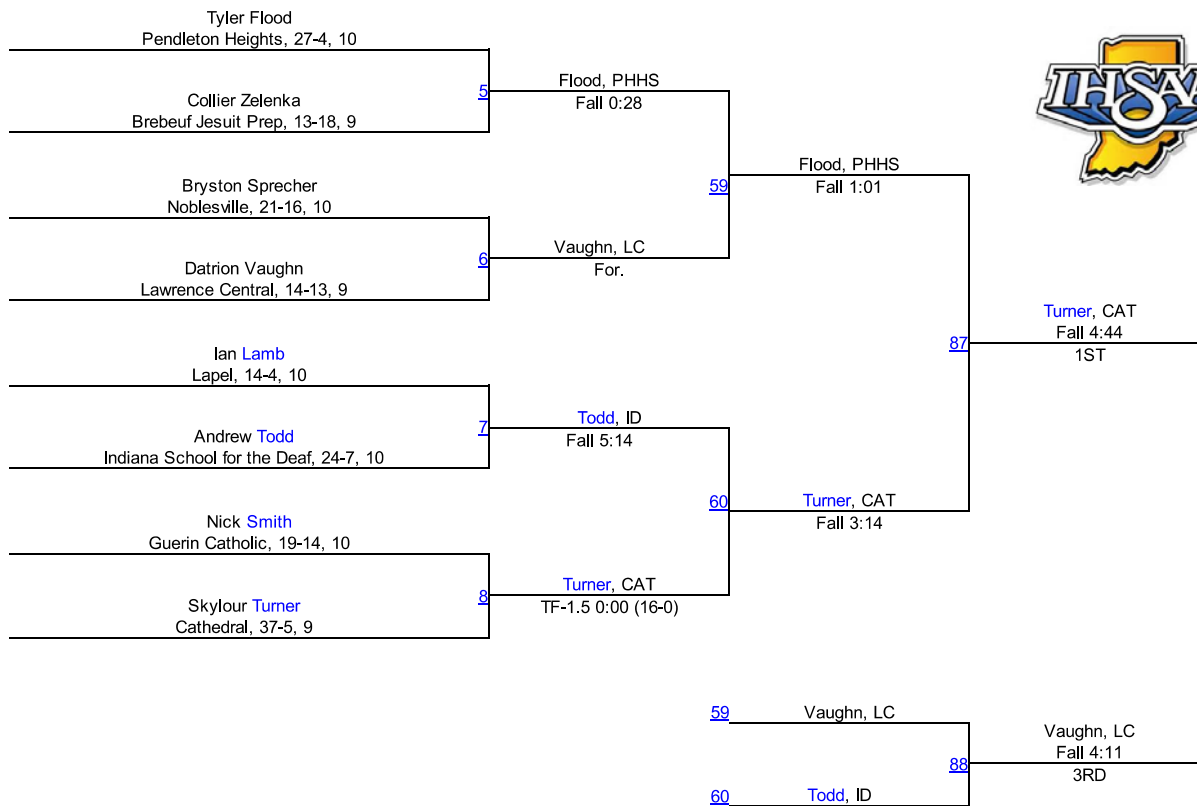 Tyler Flood
Pendleton Heights, 27-4, 10
5
Flood, PHHS
Fall 0:28
Collier Zelenka
Brebeuf Jesuit Prep, 13-18, 9
IHSAA
59
Flood, PHHS
Fall 1:01
Bryston Sprecher
Noblesville, 21-16, 10
6
Vaughn, LC
For.
Datrion Vaughn
Lawrence Central, 14-13, 9
87
Turner, CAT
Fall 4:44
1ST
Ian Lamb
Lapel, 14-4, 10
7
Todd, ID
Fall 5:14
Andrew Todd
Indiana School for the Deaf, 24-7, 10
60
Turner, CAT
Fall 3:14
Nick Smith
Guerin Catholic, 19-14, 10
8
Turner, CAT
TF-1.5 0:00 (16-0)
Skylour Turner
Cathedral, 37-5, 9
59
Vaughn, LC
88
Vaughn, LC
Fall 4:11
3RD
60
Todd, ID